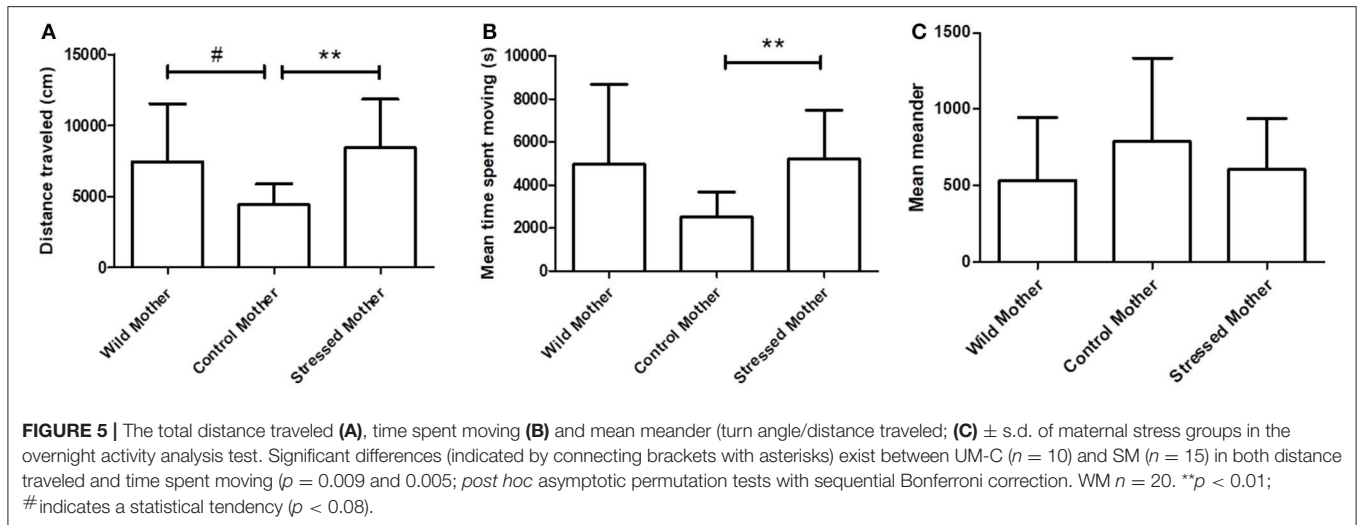 A
15000
10000
5000
0
Distance traveled (cm)
#
**
Wild Mother
Control Mother
Stressed Mother
B
10000
8000
6000
4000
2000
0
Mean time spent moving (s)
**
Wild Mother
Control Mother
Stressed Mother
C
1500
1000
500
0
Mean meander
Wild Mother
Control Mother
Stressed Mother
FIGURE 5 | The total distance traveled (A), time spent moving (B) and mean meander (turn angle/distance traveled; (C) ± s.d. of maternal stress groups in the
overnight activity analysis test. Significant differences (indicated by connecting brackets with asterisks) exist between UM-C (n = 10) and SM (n = 15) in both distance
traveled and time spent moving (p = 0.009 and 0.005; post hoc asymptotic permutation tests with sequential Bonferroni correction. WM n = 20. **p < 0.01;
#indicates a statistical tendency (p < 0.08).